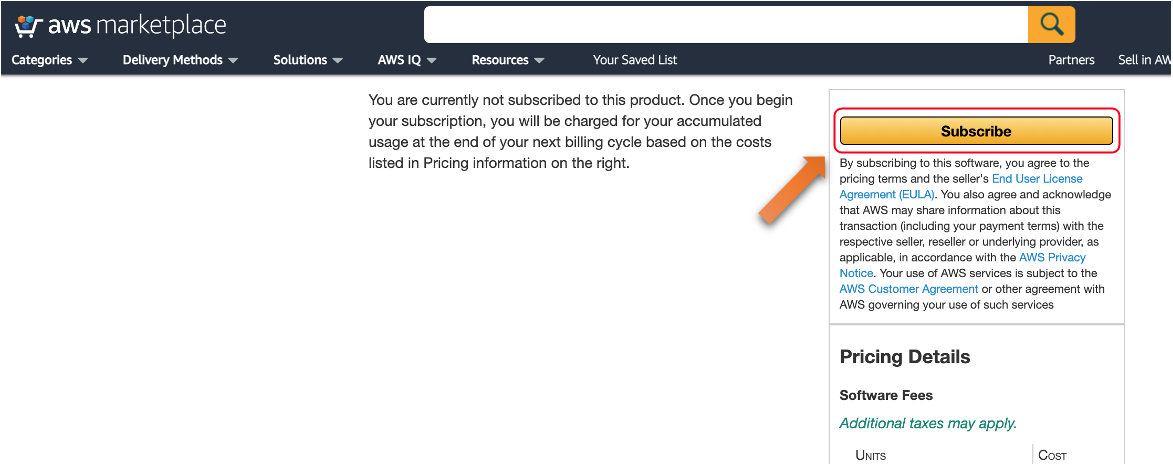 aws marketplace
Categories
Delivery Methods
Solutions
AWS IQ
Resources
Your Saved List
Partners
Sell in AW
You are currently not subscribed to this product. Once you begin
your subscription, you will be charged for your accumulated
usage at the end of your next billing cycle based on the costs
listed in Pricing information on the right.
Subscribe
By subscribing to this software, you agree to the
pricing terms and the seller's End User License
Agreement (EULA). You also agree and acknowledge
that AWS may share information about this
transaction (including your payment terms) with the
respective seller, reseller or underlying provider, as
applicable, in accordance with the AWS Privacy
Notice. Your use of AWS services is subject to the
AWS Customer Agreement or other agreement with
AWS governing your use of such services
Pricing Details
Software Fees
Additional taxes may apply.
UNITS
COST